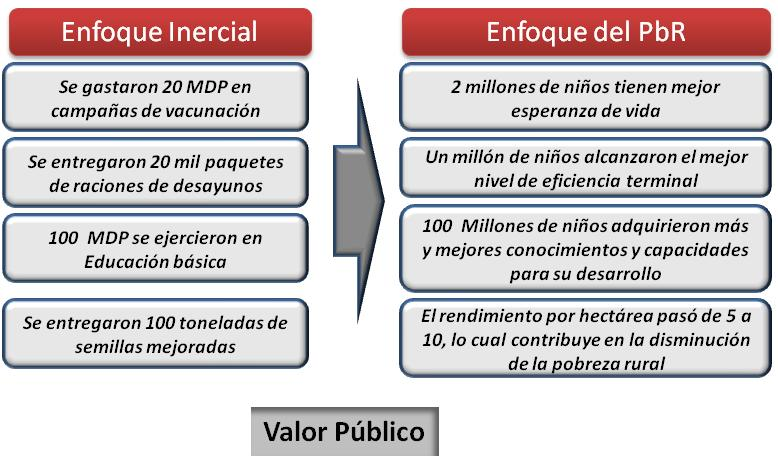 Enfoque Inercial
Se gastaron 20 MDP en
campañas de vacunación
Se entregaron 20 mil paquetes
de raciones de desayunos
100 MDP se ejercieron en
Educación básica
Se entregaron 100 toneladas de
semillas mejoradas
Enfoque del PbR
2 millones de niños tienen mejor
esperanza de vida
Un millón de niños alcanzaron el mejor
nivel de eficiencia terminal
100 Millones de niños adquirieron más
y mejores conocimientos y capacidades
para su desarrollo
El rendimiento por hectárea pasó de 5 a
10, lo cual contribuye en la disminución
de la pobreza rural
Valor Público